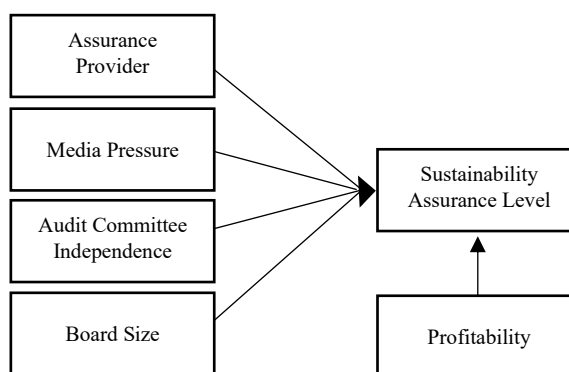 Assurance
Provider
Media Pressure
Sustainability
Assurance Level
Audit Committee
Independence
Board Size
Profitability